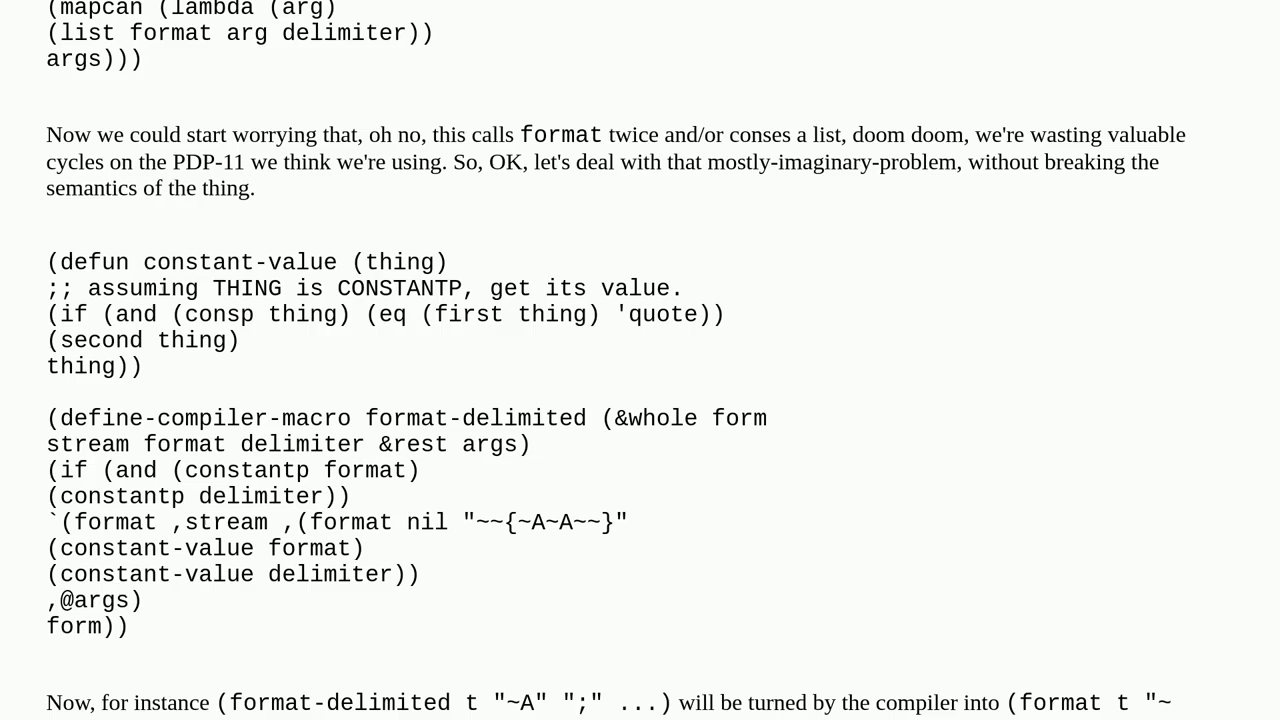 (mapcan (lambda (arg)
(list format arg delimiter))
args)))
Now we could start worrying that, oh no, this calls format twice and/or conses a list, doom doom, we're wasting valuable
cycles on the PDP-11 we think we're using. So, OK, let's deal with that mostly-imaginary-problem, without breaking the
semantics of the thing.
(defun constant-value (thing)
;; assuming THING is CONSTANTP, get its value.
(if (and (consp thing) (eq (first thing) 'quote))
(second thing)
thing))
(define-compiler-macro format-delimited (&whole form
stream format delimiter &rest args)
(if (and (constantp format)
(constantp delimiter))
`(format ,stream ,(format nil "~~{~A~A~~}"
(constant-value format)
(constant-value delimiter))
,@args)
form))
Now, for instance (format-delimited t "~A" ";" ...) will be turned by the compiler into (format t "~